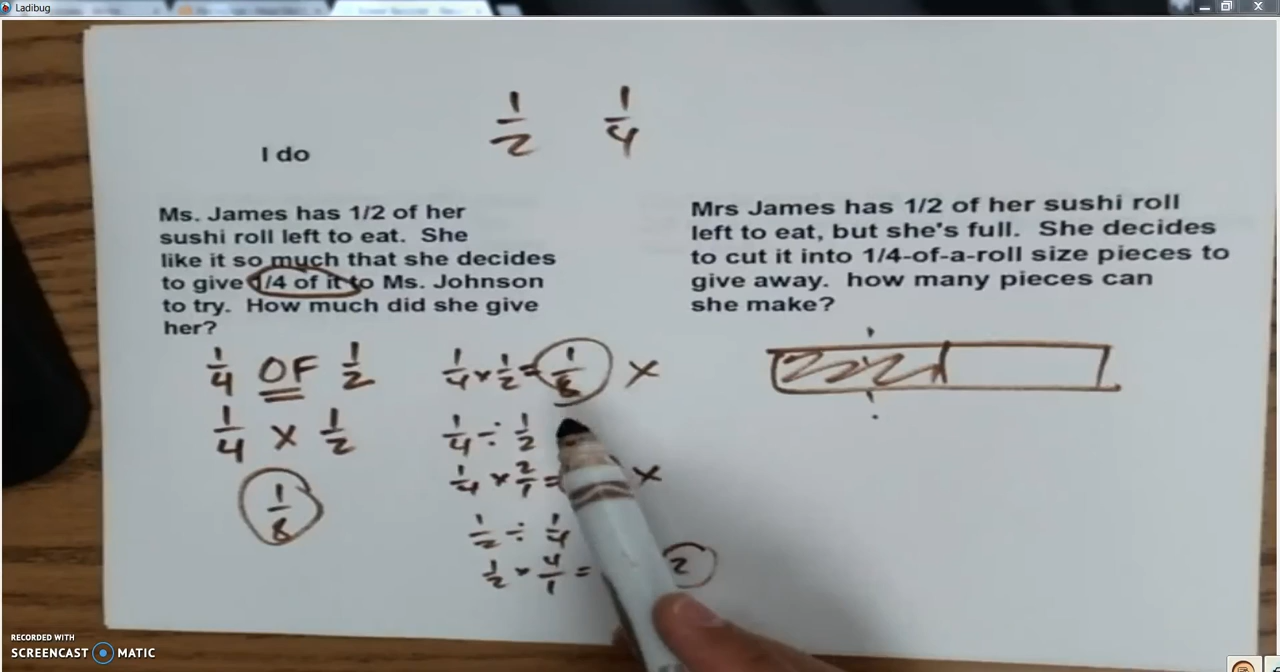 Ladibug
1/2 1/4
I do
Ms. James has 1/2 of her
sushi roll left to eat. She
like it so much that she decides
to give 1/4 of it to Ms. Johnson
to try. How much did she give
her?
1/4 OF 1/2
1/4 x 1/2
1/8
1/4 x 1/2 = 1/8 x
1/4 ÷ 1/2
1/4 x 2/1 = x
1/2 ÷ 1/4
1/2 x 4/1 = 2
Mrs James has 1/2 of her sushi roll
left to eat, but she's full. She decides
to cut it into 1/4-of-a-roll size pieces to
give away. how many pieces can
she make?
RECORDED WITH
SCREENCAST MATIC